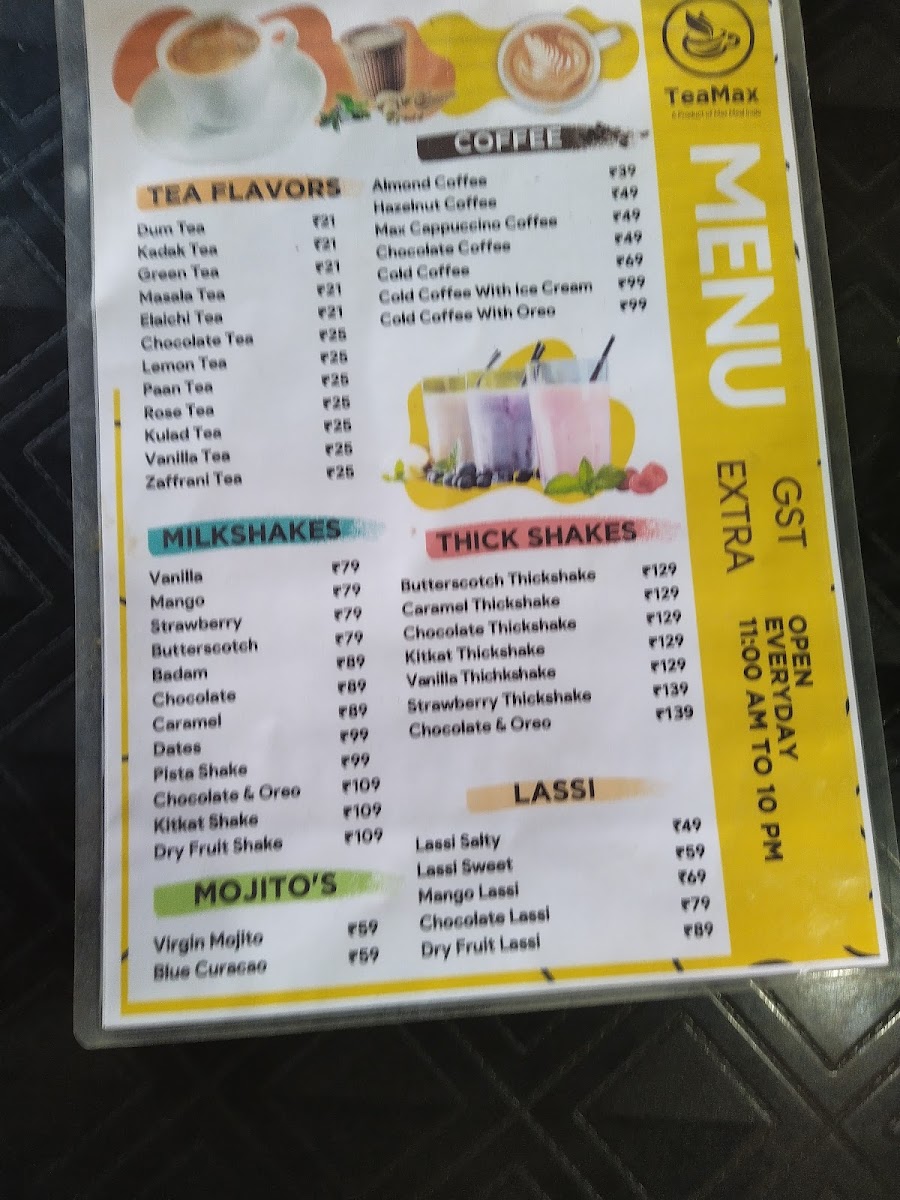 TeaMax
MENU
GST
EXTRA
OPEN
EVERYDAY
11:00 AM TO 10 PM
TEA FLAVORS
Dum Tea ₹21
Kadak Tea ₹21
Green Tea ₹21
Masala Tea ₹21
Elaichi Tea ₹21
Chocolate Tea ₹25
Lemon Tea ₹25
Paan Tea ₹25
Rose Tea ₹25
Kulad Tea ₹25
Vanilla Tea ₹25
Zaffrani Tea ₹25
COFFEE
Almond Coffee ₹39
Hazelnut Coffee ₹49
Max Cappuccino Coffee ₹49
Chocolate Coffee ₹49
Cold Coffee ₹69
Cold Coffee With Ice Cream ₹99
Cold Coffee With Oreo ₹99
MILKSHAKES
Vanilla ₹79
Mango ₹79
Strawberry ₹79
Butterscotch ₹79
Badam ₹89
Chocolate ₹89
Caramel ₹89
Dates ₹99
Pista Shake ₹99
Chocolate & Oreo ₹109
Kitkat Shake ₹109
Dry Fruit Shake ₹109
THICK SHAKES
Butterscotch Thickshake ₹129
Caramel Thickshake ₹129
Chocolate Thickshake ₹129
Kitkat Thickshake ₹129
Vanilla Thichkshake ₹129
Strawberry Thickshake ₹139
Chocolate & Oreo ₹139
MOJITO'S
Virgin Mojito ₹59
Blue Curacao ₹59
LASSI
Lassi Salty ₹49
Lassi Sweet ₹59
Mango Lassi ₹69
Chocolate Lassi ₹79
Dry Fruit Lassi ₹89